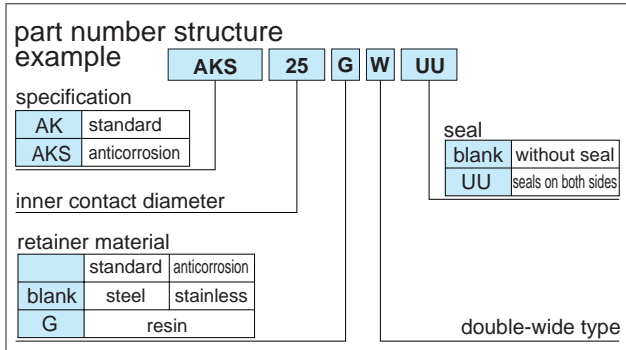 part number structure
example
AKS 25 G W UU
specification
AK standard
AKS anticorrosion
seal
blank without seal
UU seals on both sides
inner contact diameter
retainer material
standard anticorrosion
blank steel stainless
G resin
double-wide type